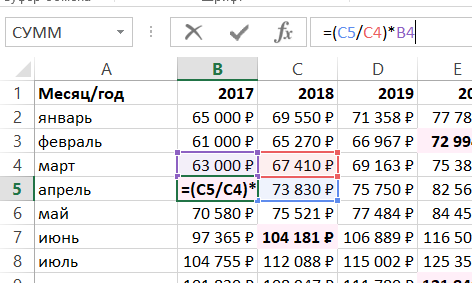 СУММ =(C5/C4)*B4
A B C D E
1 Месяц/год 2017 2018 2019
2 январь 65 000 ₽ 69 550 ₽ 71 358 ₽ 77 78
3 февраль 61 000 ₽ 65 270 ₽ 66 967 ₽ 72 99
4 март 63 000 ₽ 67 410 ₽ 69 163 ₽ 75 38
5 апрель =(C5/C4)* 73 830 ₽ 75 750 ₽ 82 56
6 май 70 580 ₽ 75 521 ₽ 77 484 ₽ 84 45
7 июнь 97 365 ₽ 104 181 ₽ 106 889 ₽ 116 50
8 июль 104 755 ₽ 112 088 ₽ 115 002 ₽ 125 35